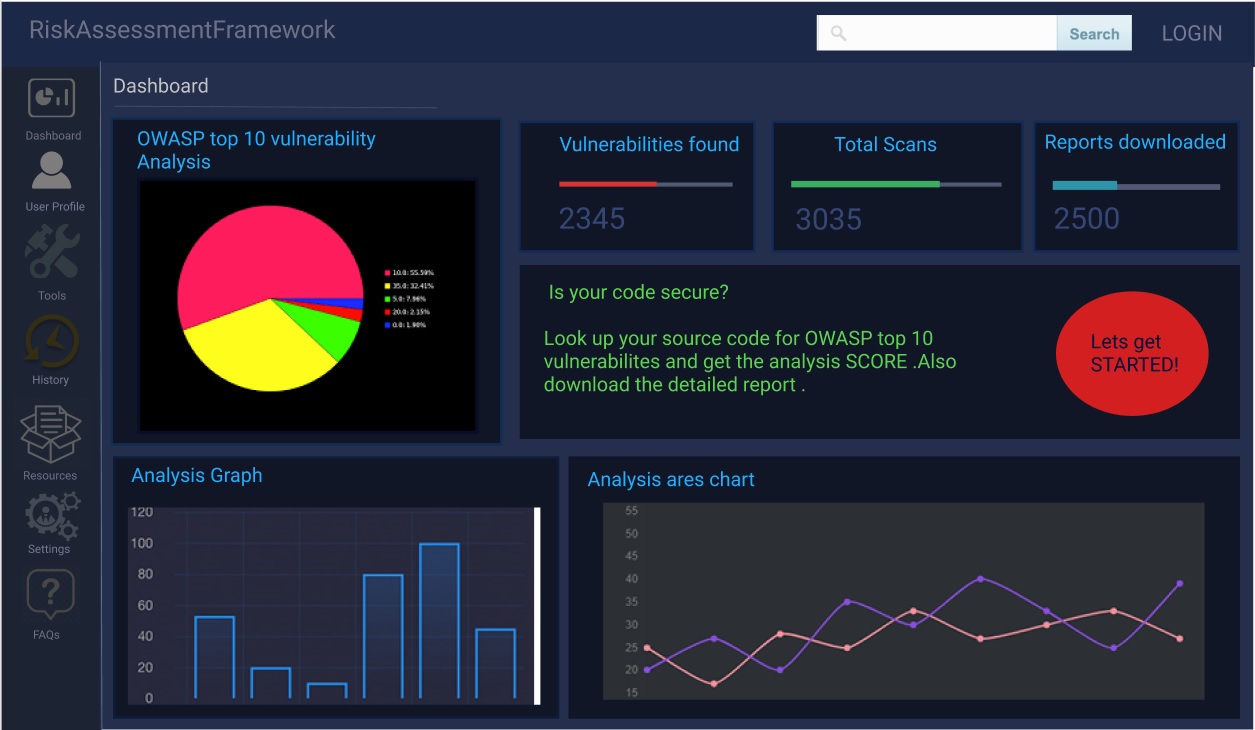 RiskAssessmentFramework
Search
LOGIN
Dashboard
Dashboard
User Profile
Tools
History
Resources
Settings
FAQs
OWASP top 10 vulnerability
Analysis
10.0: 55.59%
35.0: 32.41%
5.0: 7.96%
20.0: 2.15%
0.0: 1.90%
Vulnerabilities found
2345
Total Scans
3035
Reports downloaded
2500
Is your code secure?
Look up your source code for OWASP top 10
vulnerabilites and get the analysis SCORE .Also
download the detailed report .
Lets get
STARTED!
Analysis Graph
120
100
80
60
40
20
0
Analysis ares chart
55
50
45
40
35
30
25
20
15